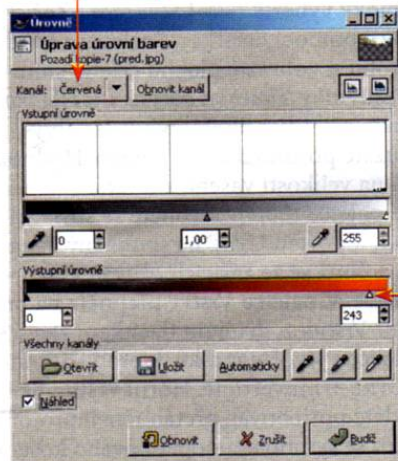 Úrovně
Úprava úrovní barev
Pozadí kopie-7 (pred.jpg)
Kanál: Červená Obnovit kanál
Vstupní úrovně
0 1,00 255
Výstupní úrovně
0 243
Všechny kanály
Otevřít Uložit Automaticky
Náhled
Obnovit Zrušit Budiž